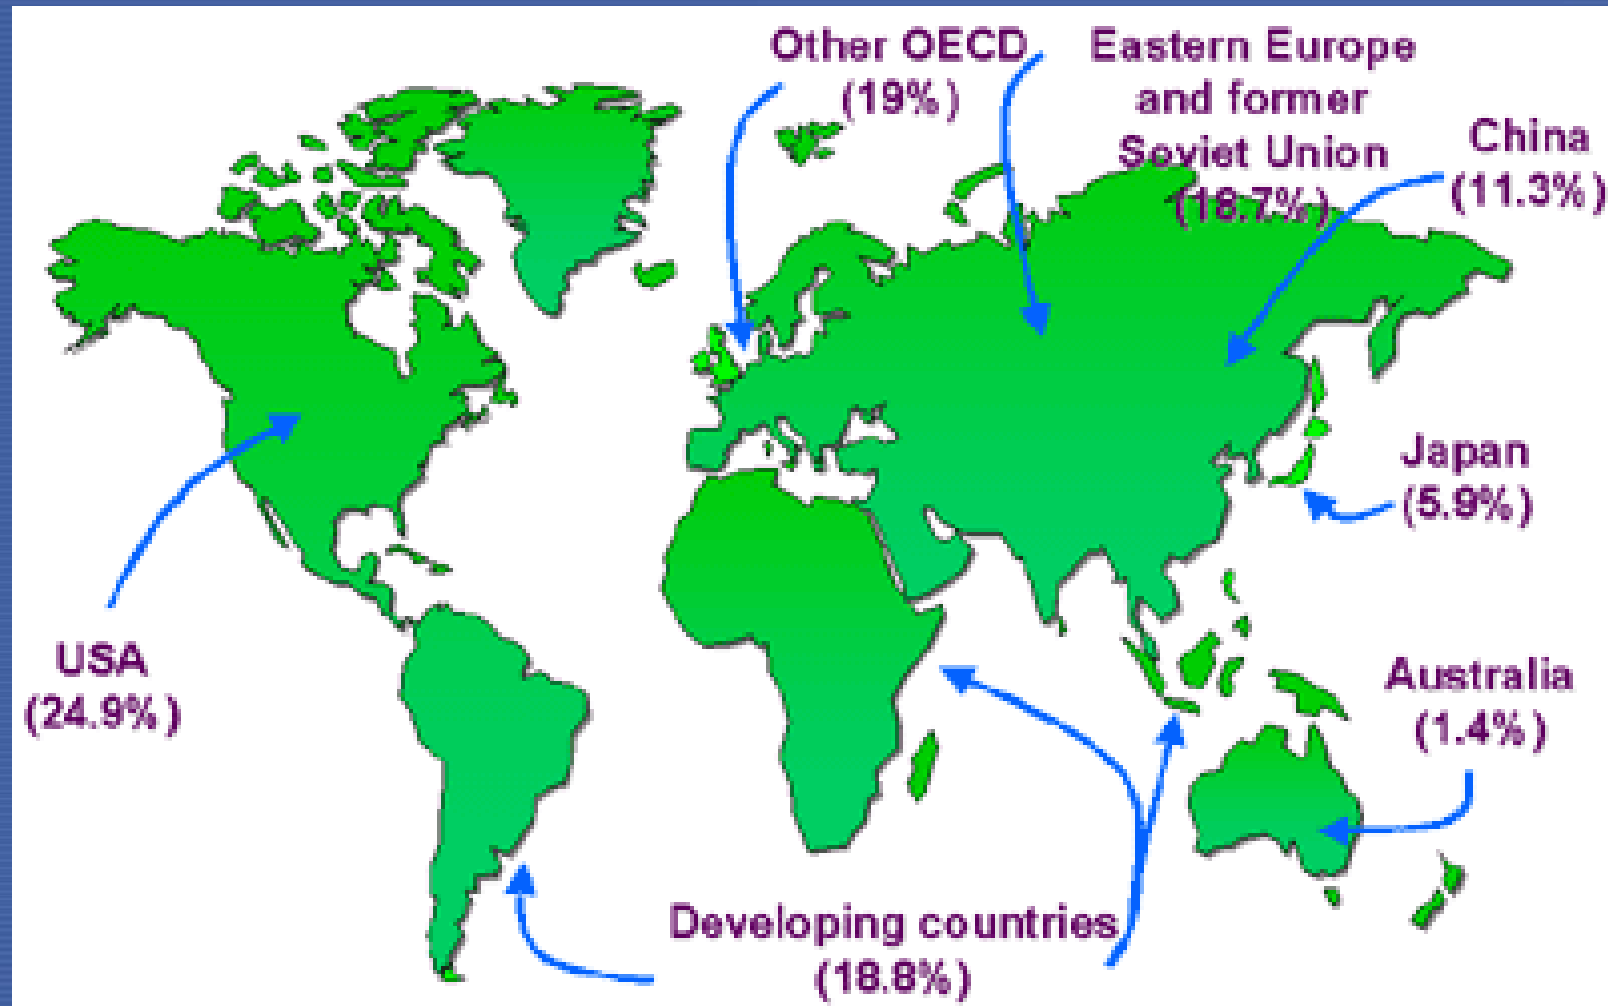 Other OECD
(19%)
Eastern Europe
and former
Soviet Union
(18.7%)
China
(11.3%)
Japan
(5.9%)
USA
(24.9%)
Australia
(1.4%)
Developing countries
(18.8%)